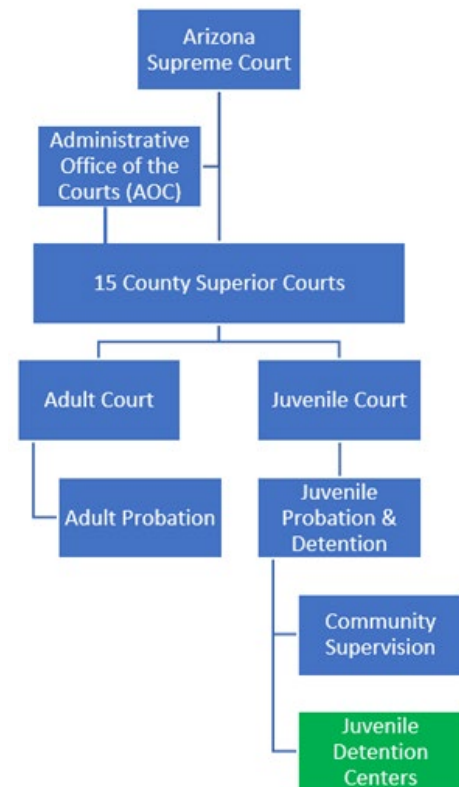 Arizona
Supreme Court
Administrative
Office of the
Courts (AOC)
15 County Superior Courts
Adult Court
Juvenile Court
Adult Probation
Juvenile
Probation &
Detention
Community
Supervision
Juvenile
Detention
Centers